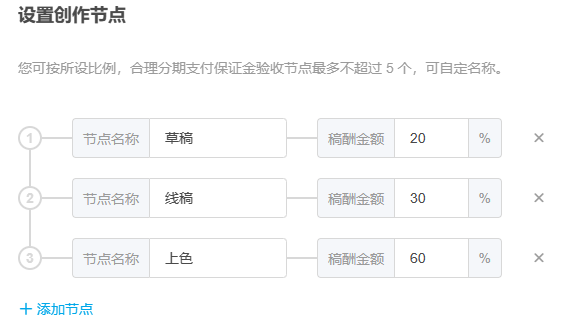 设置创作节点
您可按所设比例，合理分期支付保证金验收节点最多不超过 5 个，可自定名称。
1 节点名称 草稿 稿酬金额 20 % ×
2 节点名称 线稿 稿酬金额 30 % ×
3 节点名称 上色 稿酬金额 60 % ×
+ 添加节点